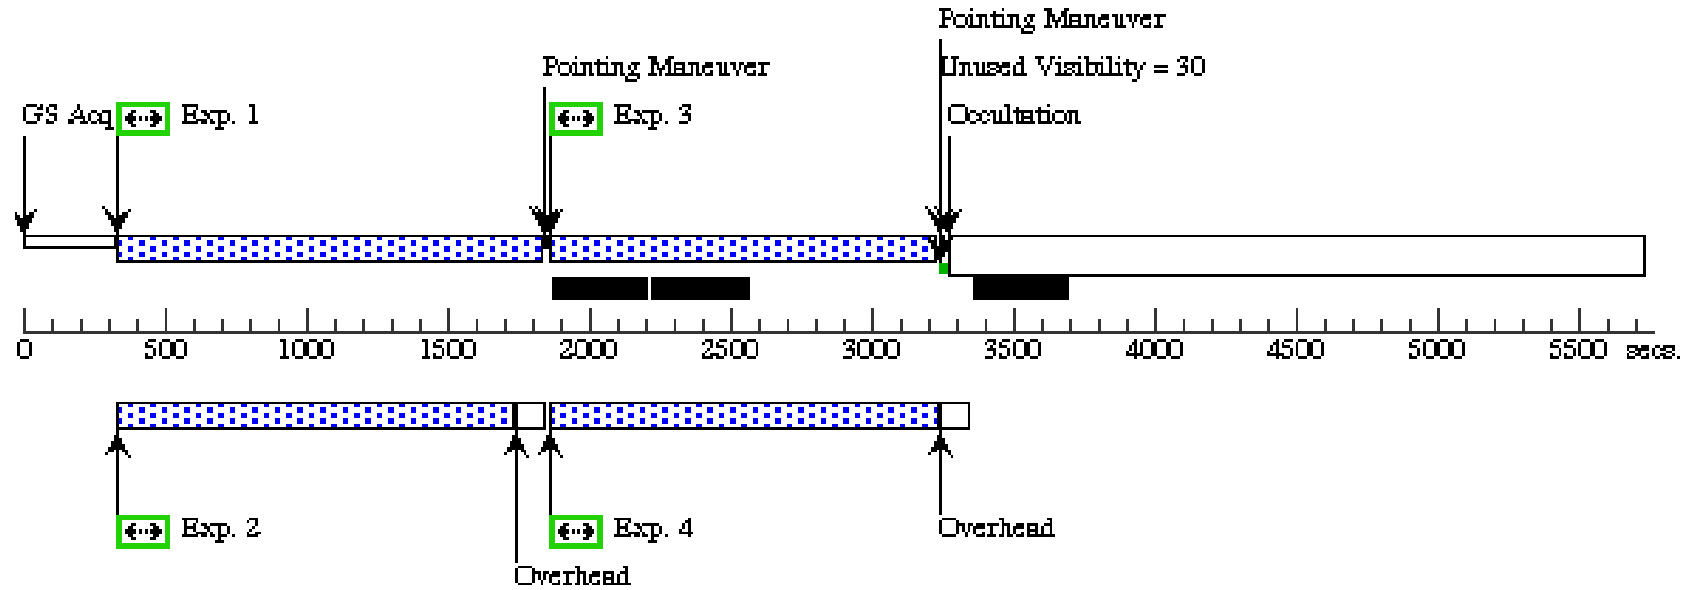 Pointing Maneuver
Pointing Maneuver
Unused Visibility = 30
GS Acq
Exp. 1
Exp. 3
Occultation
0 500 1000 1500 2000 2500 3000 3500 4000 4500 5000 5500 secs.
Exp. 2
Exp. 4
Overhead
Overhead